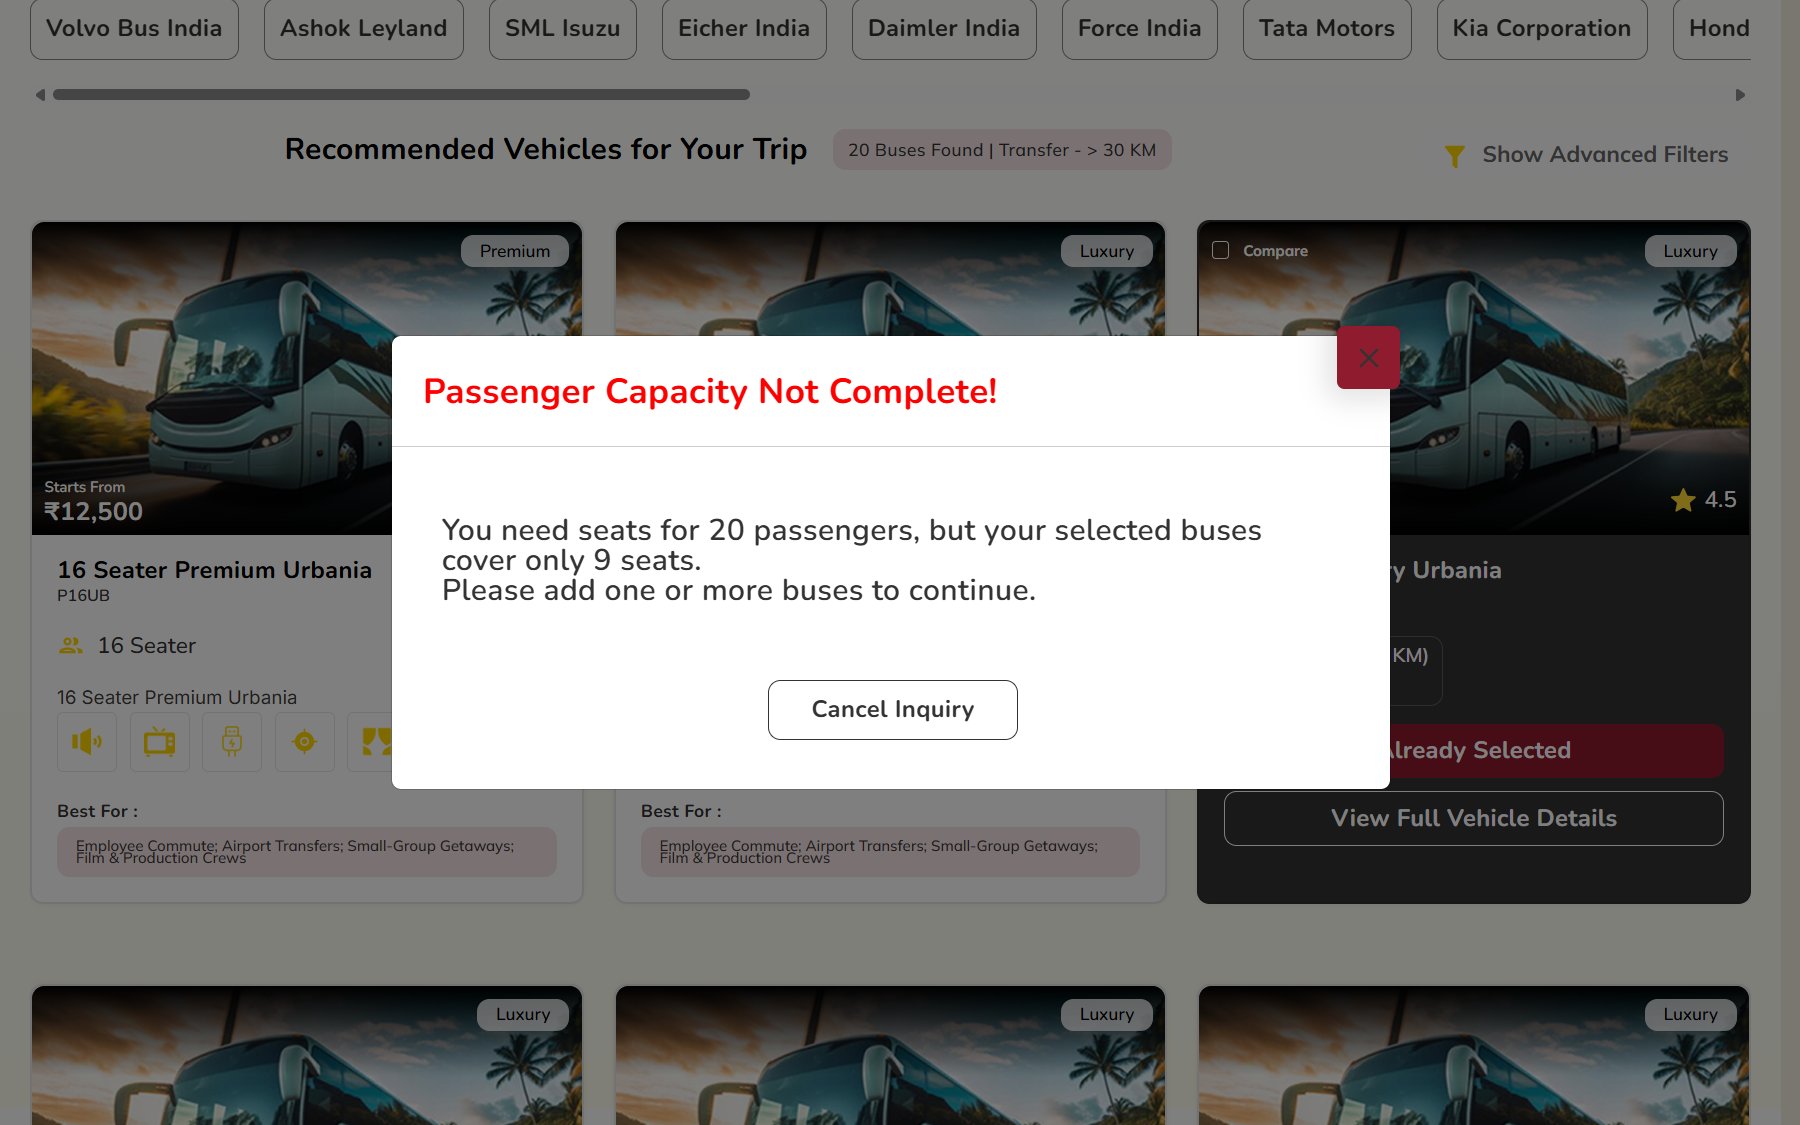 Volvo Bus India
Ashok Leyland
SML Isuzu
Eicher India
Daimler India
Force India
Tata Motors
Kia Corporation
Hond
Recommended Vehicles for Your Trip
20 Buses Found | Transfer - > 30 KM
Show Advanced Filters
Premium
Luxury
Compare
Luxury
Passenger Capacity Not Complete!
Starts From
₹12,500
4.5
You need seats for 20 passengers, but your selected buses
cover only 9 seats.
Please add one or more buses to continue.
16 Seater Premium Urbania
P16UB
y Urbania
16 Seater
KM)
16 Seater Premium Urbania
Cancel Inquiry
Already Selected
Best For :
Employee Commute; Airport Transfers; Small-Group Getaways;
Film & Production Crews
Best For :
Employee Commute; Airport Transfers; Small-Group Getaways;
Film & Production Crews
View Full Vehicle Details
Luxury
Luxury
Luxury